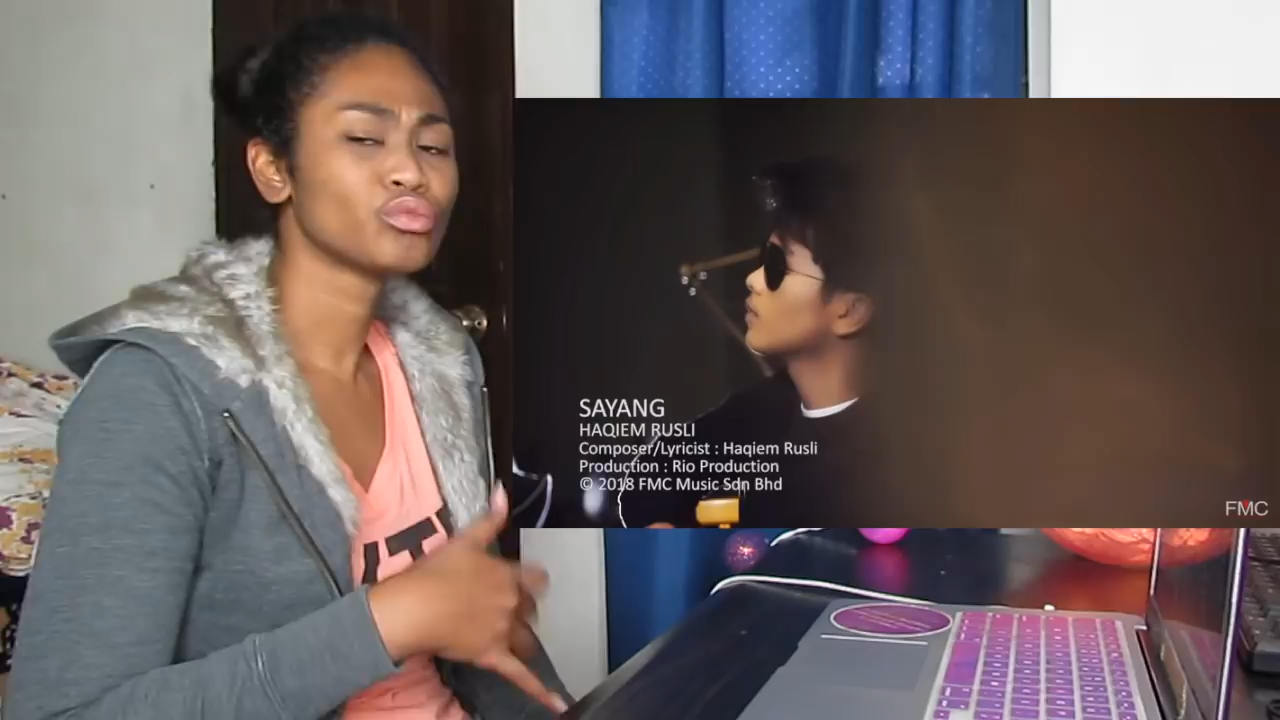 SAYANG
HAQIEM RUSLI
Composer/Lyricist : Haqiem Rusli
Production : Rio Production
© 2018 FMC Music Sdn Bhd
FMC